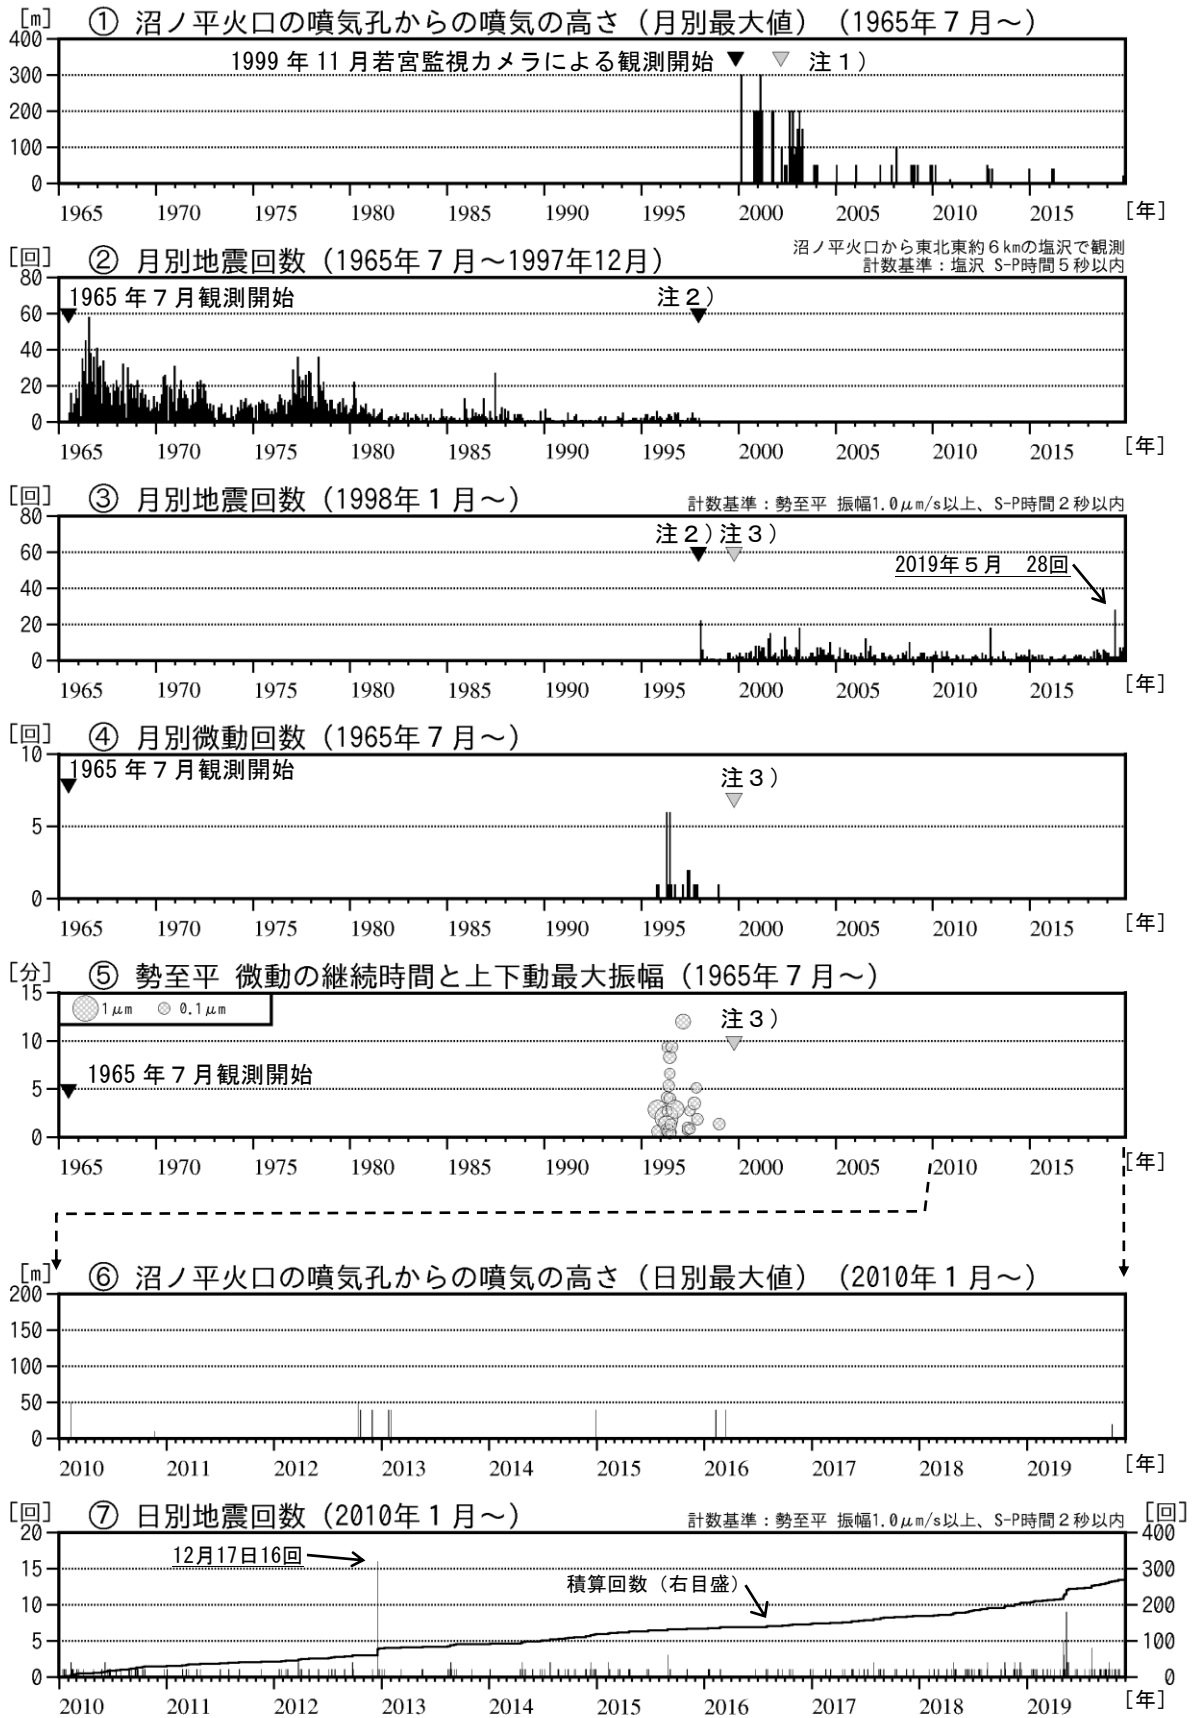 [m] ① 沼ノ平火口の噴気孔からの噴気の高さ（月別最大値）（1965年７月～）
400
1999 年 11 月若宮監視カメラによる観測開始 注１）
300
200
100
0
1965 1970 1975 1980 1985 1990 1995 2000 2005 2010 2015 [年]
[回] ② 月別地震回数（1965年７月～1997年12月）
沼ノ平火口から東北東約６kmの塩沢で観測
計数基準：塩沢 S-P時間５秒以内
80
1965 年７月観測開始 注２）
60
40
20
0
1965 1970 1975 1980 1985 1990 1995 2000 2005 2010 2015 [年]
[回] ③ 月別地震回数（1998年１月～） 計数基準：勢至平 振幅1.0μm/s以上、S-P時間２秒以内
80
注２）注３）
60
2019年５月 28回
40
20
0
1965 1970 1975 1980 1985 1990 1995 2000 2005 2010 2015 [年]
[回] ④ 月別微動回数（1965年７月～）
10
1965 年７月観測開始 注３）
5
0
1965 1970 1975 1980 1985 1990 1995 2000 2005 2010 2015 [年]
[分] ⑤ 勢至平 微動の継続時間と上下動最大振幅（1965年７月～）
15
1μm 0.1μm
注３）
10
1965 年７月観測開始
5
0
1965 1970 1975 1980 1985 1990 1995 2000 2005 2010 2015 [年]
[m] ⑥ 沼ノ平火口の噴気孔からの噴気の高さ（日別最大値）（2010年１月～）
200
150
100
50
0
2010 2011 2012 2013 2014 2015 2016 2017 2018 2019 [年]
[回] ⑦ 日別地震回数（2010年１月～） 計数基準：勢至平 振幅1.0μm/s以上、S-P時間２秒以内 [回]
20 400
12月17日16回
15 300
積算回数（右目盛）
10 200
5 100
0 0
2010 2011 2012 2013 2014 2015 2016 2017 2018 2019 [年]